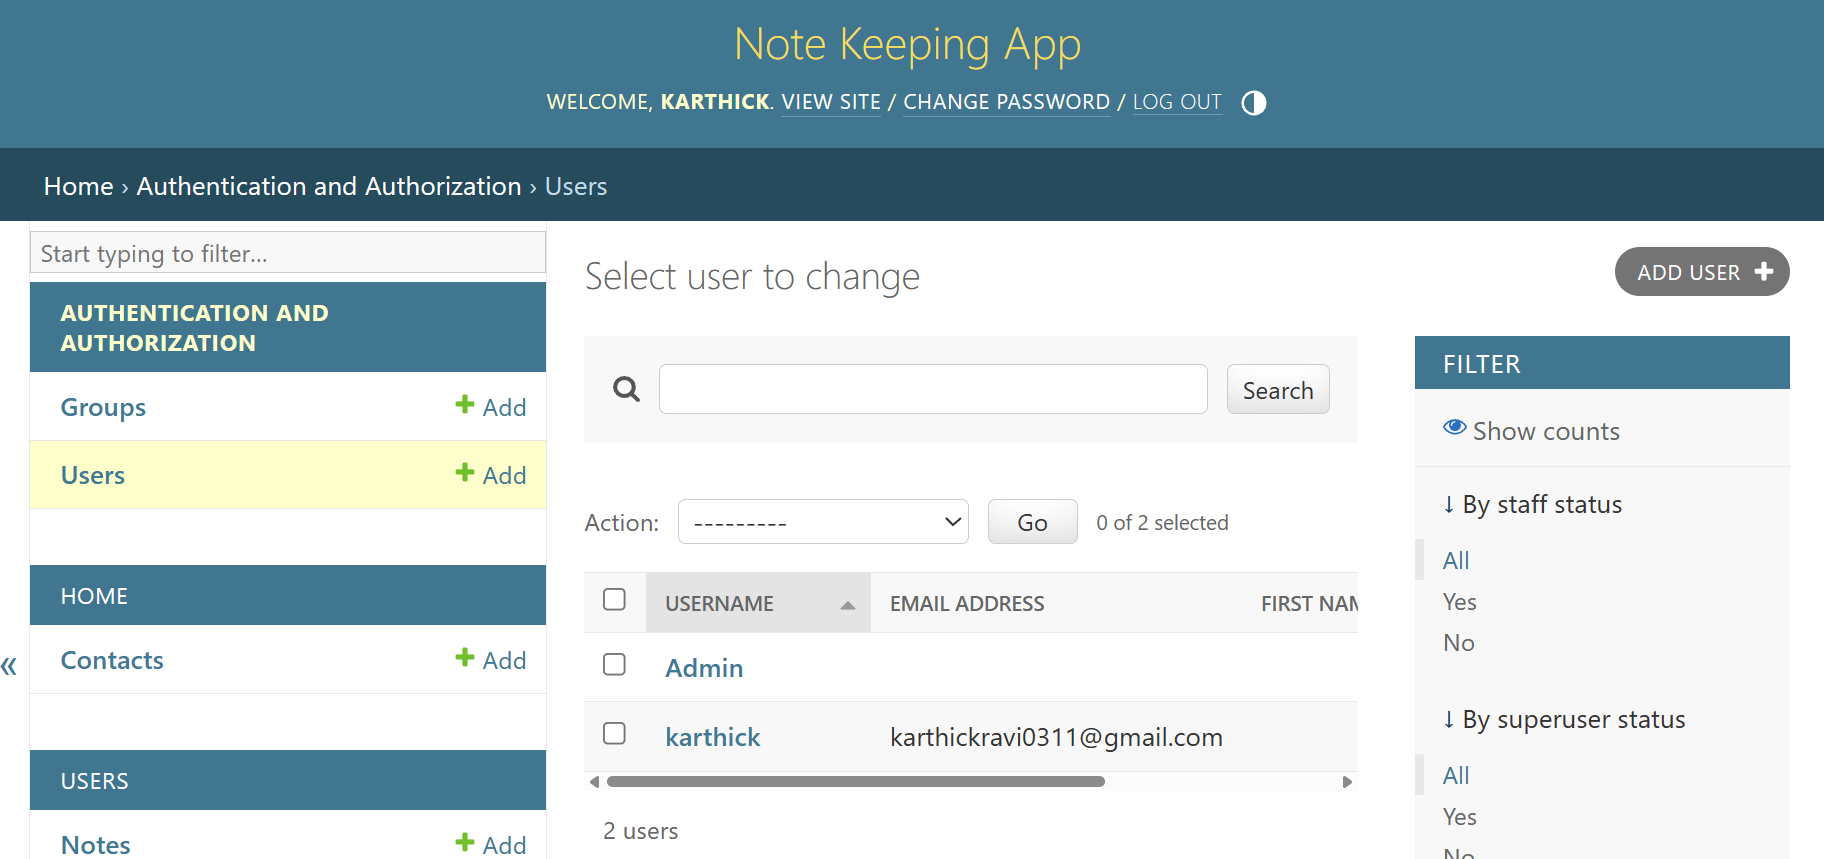 Note Keeping App
WELCOME, KARTHICK. VIEW SITE / CHANGE PASSWORD / LOG OUT
Home › Authentication and Authorization › Users
Start typing to filter...
AUTHENTICATION AND
AUTHORIZATION
Groups
Add
Users
Add
HOME
Contacts
Add
«
USERS
Notes
Add
Select user to change
ADD USER
Search
Action:
---------
Go
0 of 2 selected
USERNAME
EMAIL ADDRESS
FIRST NAM
Admin
karthick
karthickravi0311@gmail.com
2 users
FILTER
Show counts
↓ By staff status
All
Yes
No
↓ By superuser status
All
Yes
No